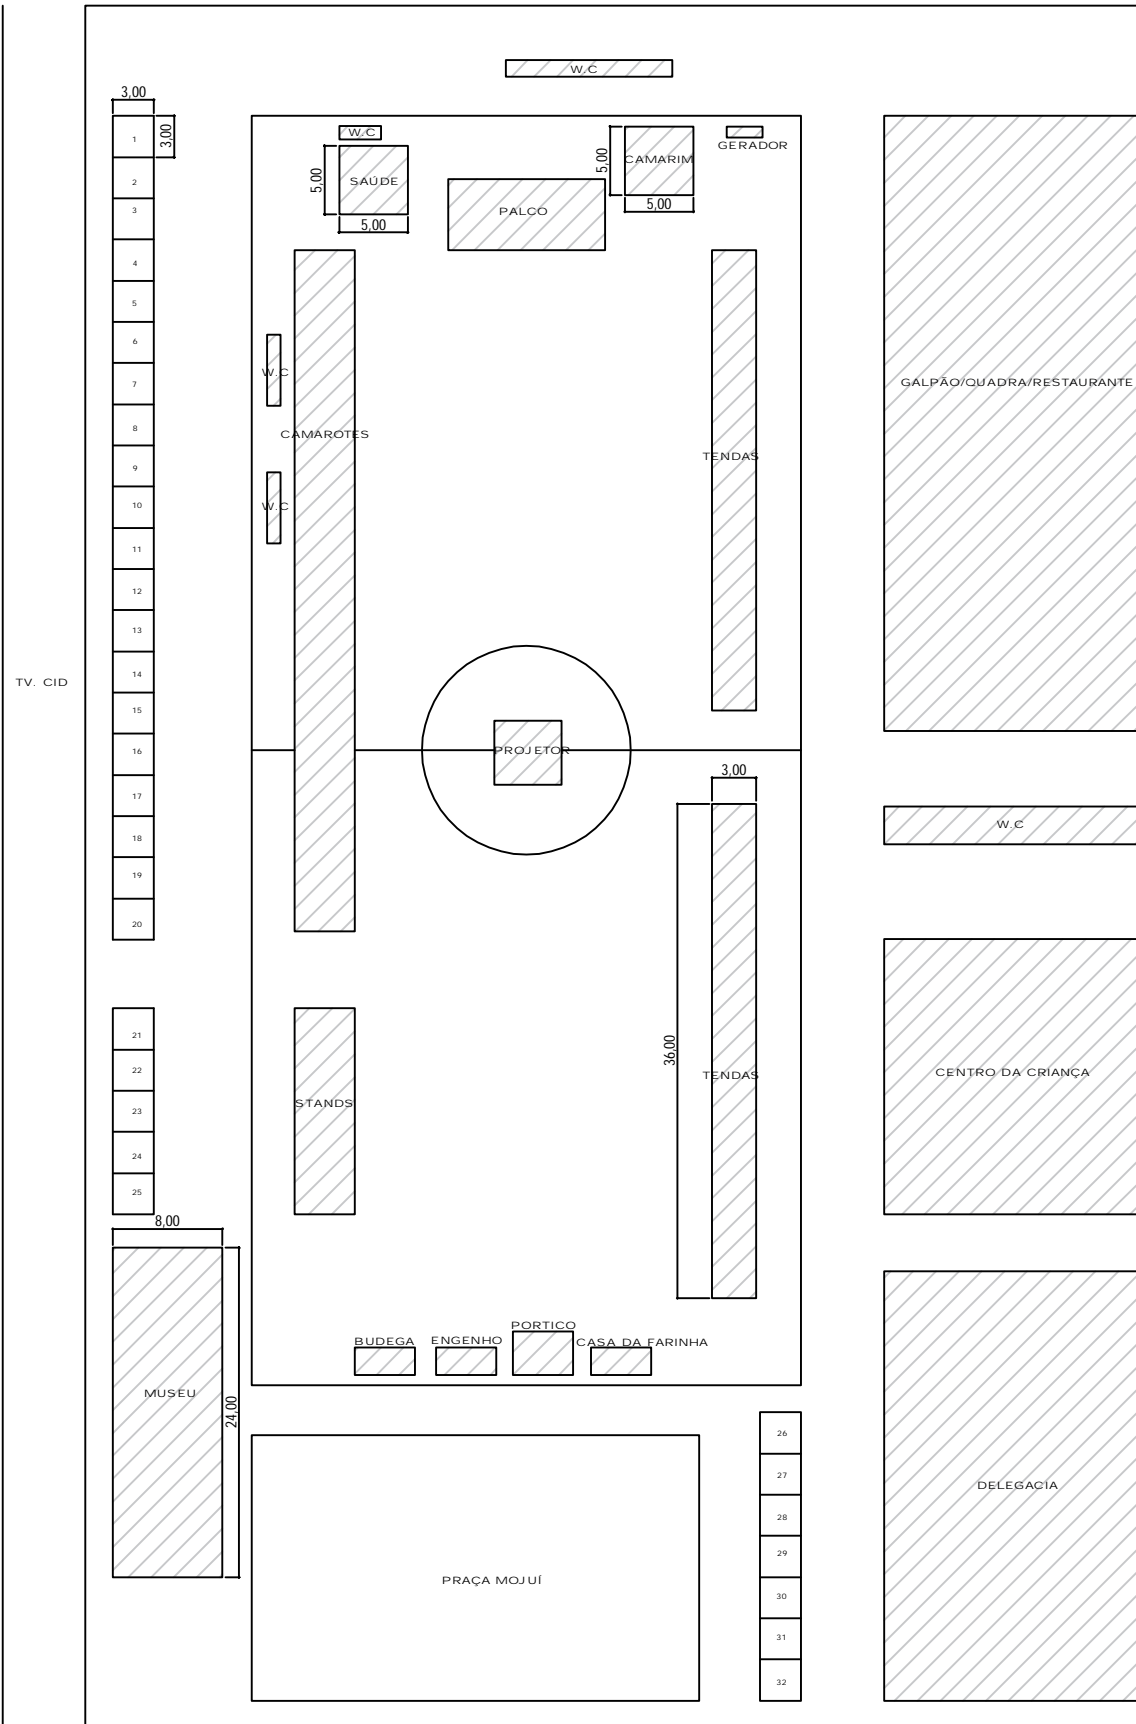 W.C
3,00
3,00
1
2
3
4
5
6
7
8
9
10
11
12
13
14
15
16
17
18
19
20
TV. CID
W.C
SAÚDE
5,00
5,00
PALCO
CAMARIM
5,00
5,00
GERADOR
W.C
CAMAROTES
W.C
TENDAS
GALPÃO/QUADRA/RESTAURANTE
PROJETOR
3,00
36,00
TENDAS
W.C
CENTRO DA CRIANÇA
21
22
23
24
25
STANDS
8,00
24,00
MUSEU
BUDEGA
ENGENHO
PORTICO
CASA DA FARINHA
PRAÇA MOJUÍ
26
27
28
29
30
31
32
DELEGACIA